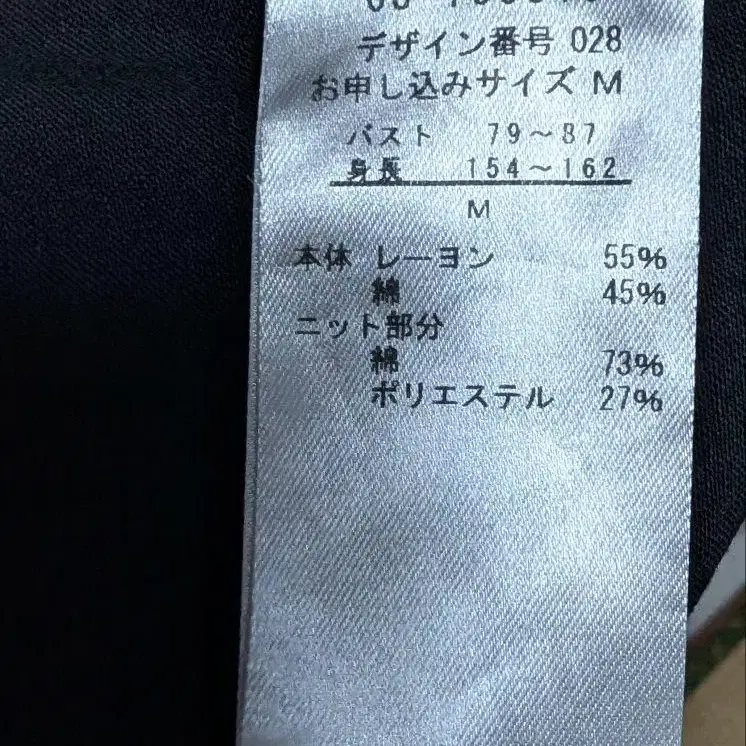 デザイン番号 028
お申し込みサイズ M
バスト 79～87
身長 154～162
M
本体 レーヨン 55%
綿 45%
ニット部分
綿 73%
ポリエステル 27%